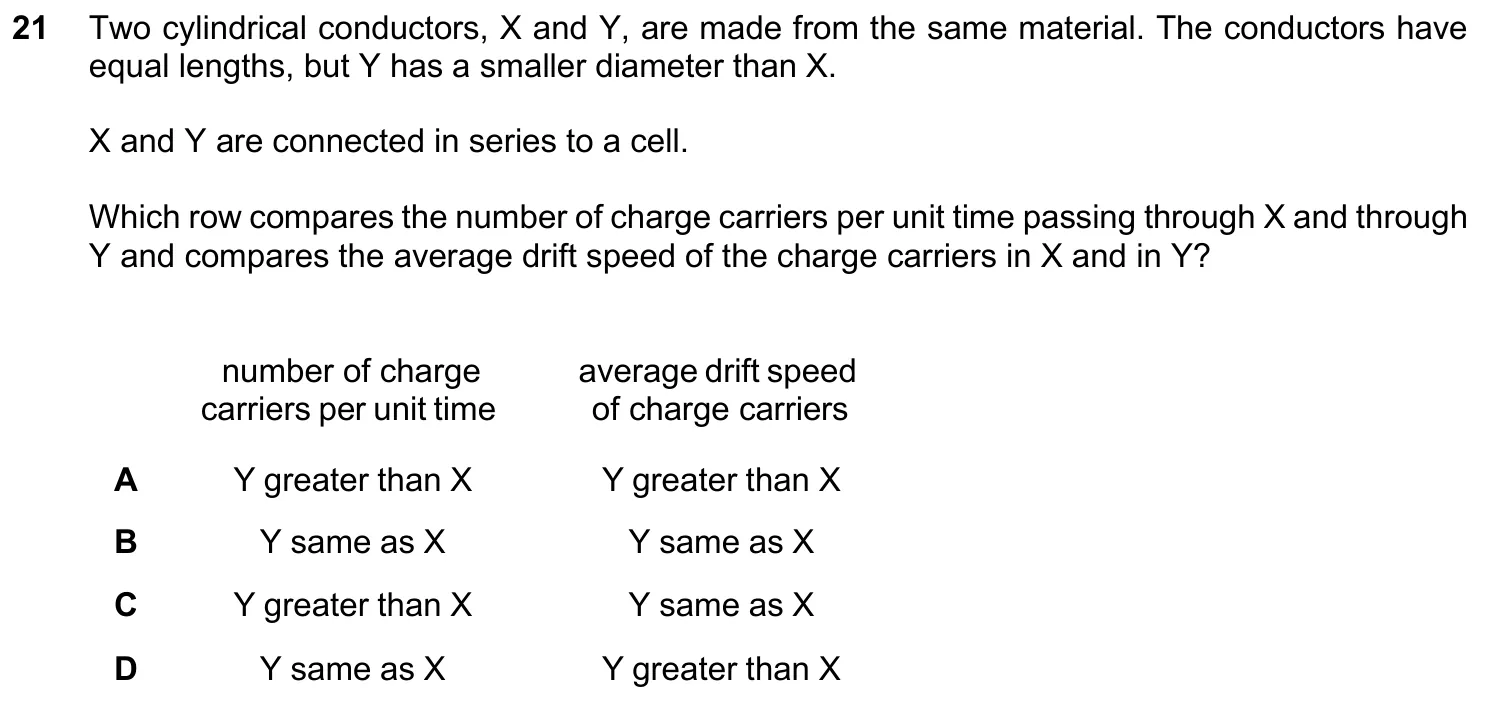 21 Two cylindrical conductors, X and Y, are made from the same material. The conductors have
equal lengths, but Y has a smaller diameter than X.
X and Y are connected in series to a cell.
Which row compares the number of charge carriers per unit time passing through X and through
Y and compares the average drift speed of the charge carriers in X and in Y?
number of charge average drift speed
carriers per unit time of charge carriers
A Y greater than X Y greater than X
B Y same as X Y same as X
C Y greater than X Y same as X
D Y same as X Y greater than X